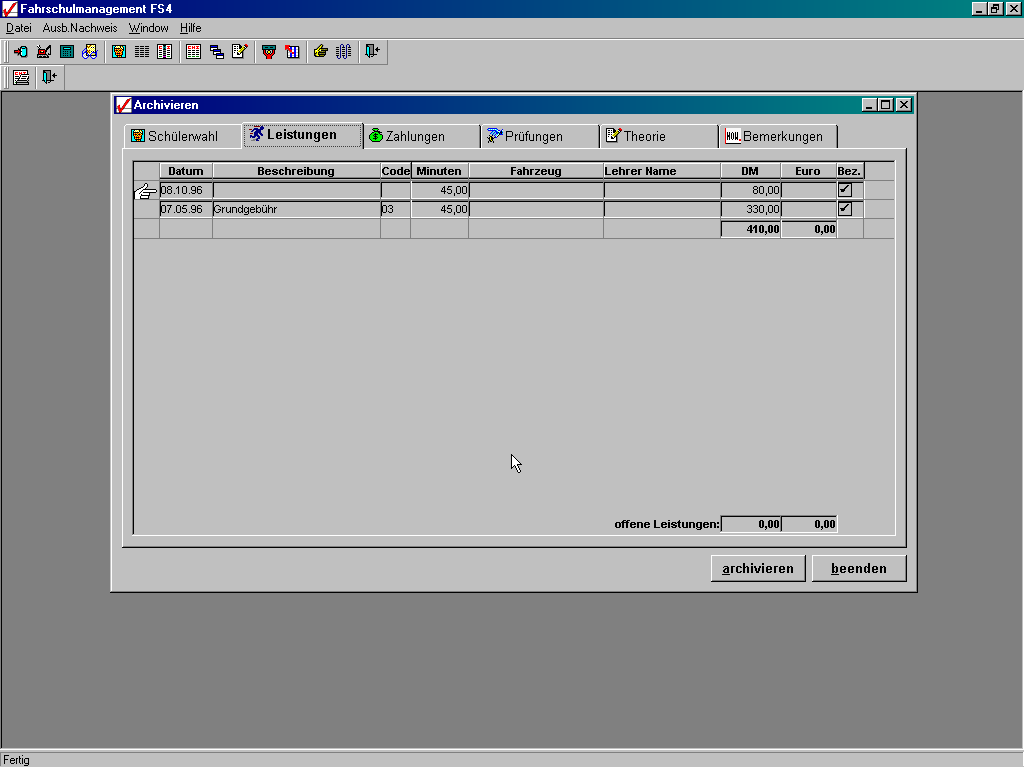 Fahrschulmanagement FS4
Datei Ausb.Nachweis Window Hilfe
Archivieren
Schülerwahl Leistungen Zahlungen Prüfungen Theorie HOW. Bemerkungen
Datum Beschreibung Code Minuten Fahrzeug Lehrer Name DM Euro Bez.
08.10.96 45,00 80,00
07.05.96 Grundgebühr 03 45,00 330,00
410,00 0,00
offene Leistungen: 0,00 0,00
archivieren beenden
Fertig